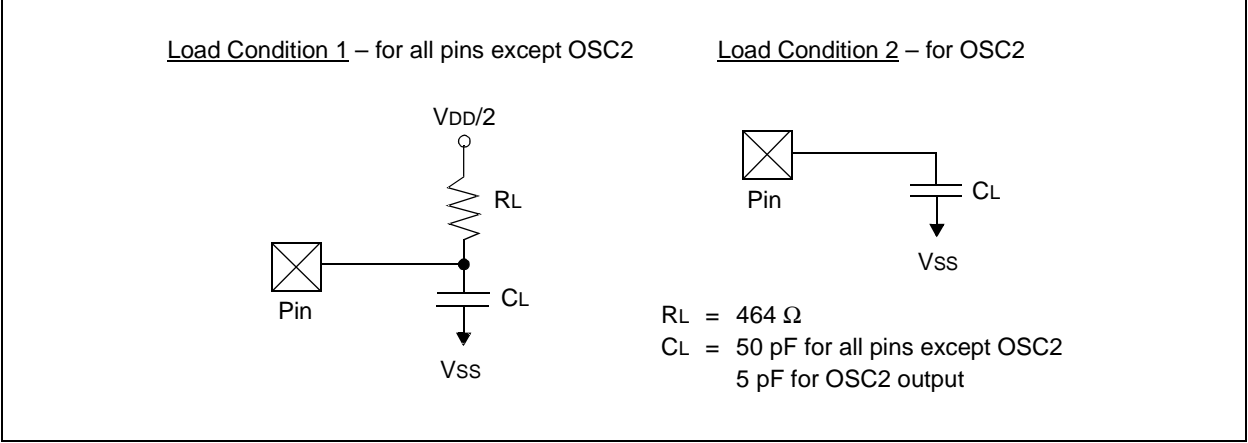 Load Condition 1 – for all pins except OSC2
VDD/2
RL
Pin
CL
VSS
Load Condition 2 – for OSC2
Pin
CL
VSS
RL = 464 Ω
CL = 50 pF for all pins except OSC2
5 pF for OSC2 output